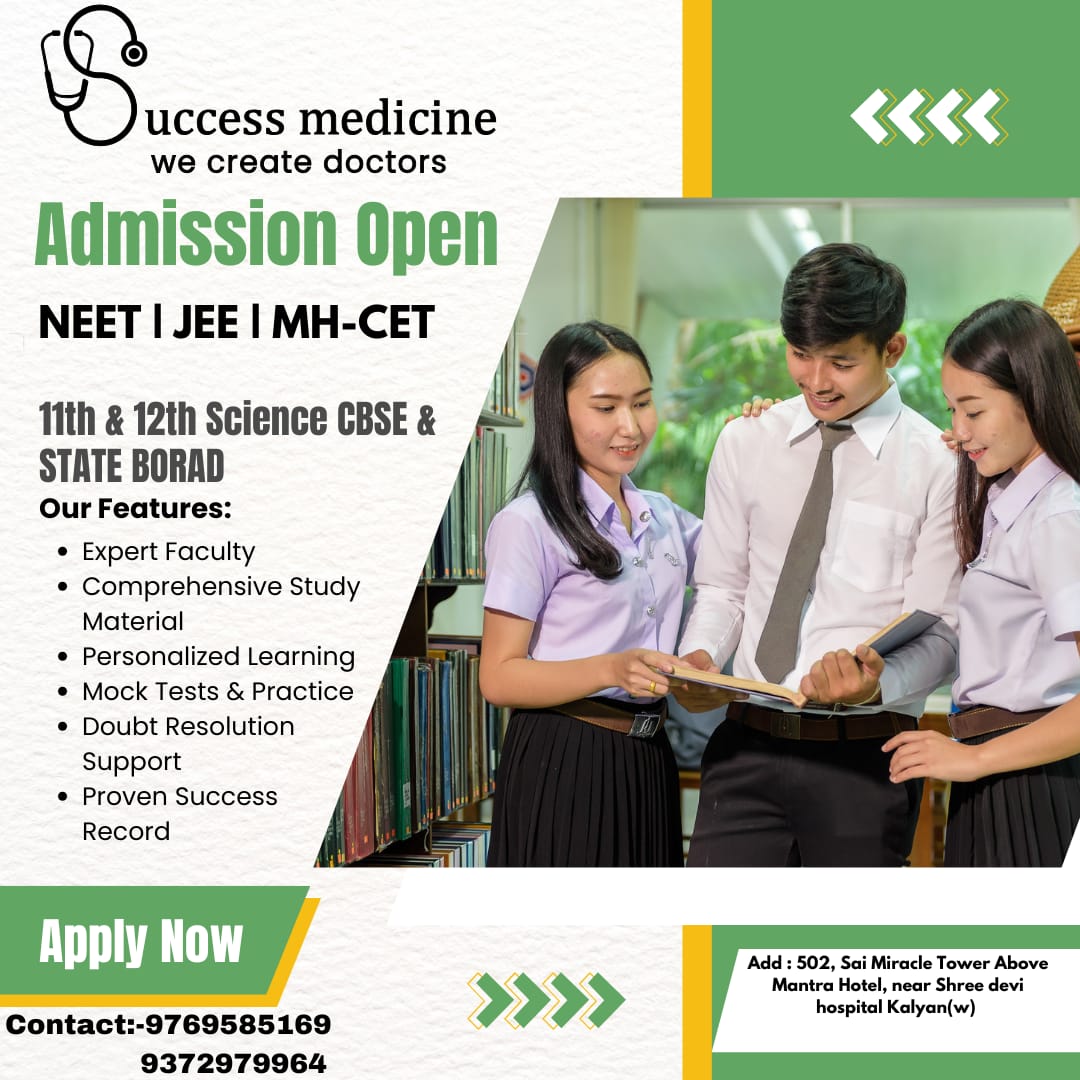 Success medicine
we create doctors
Admission Open
NEET | JEE | MH-CET
11th & 12th Science CBSE &
STATE BORAD
Our Features:
• Expert Faculty
• Comprehensive Study
Material
• Personalized Learning
• Mock Tests & Practice
• Doubt Resolution
Support
• Proven Success
Record
Apply Now
Contact:-9769585169
9372979964
Add : 502, Sai Miracle Tower Above
Mantra Hotel, near Shree devi
hospital Kalyan(w)